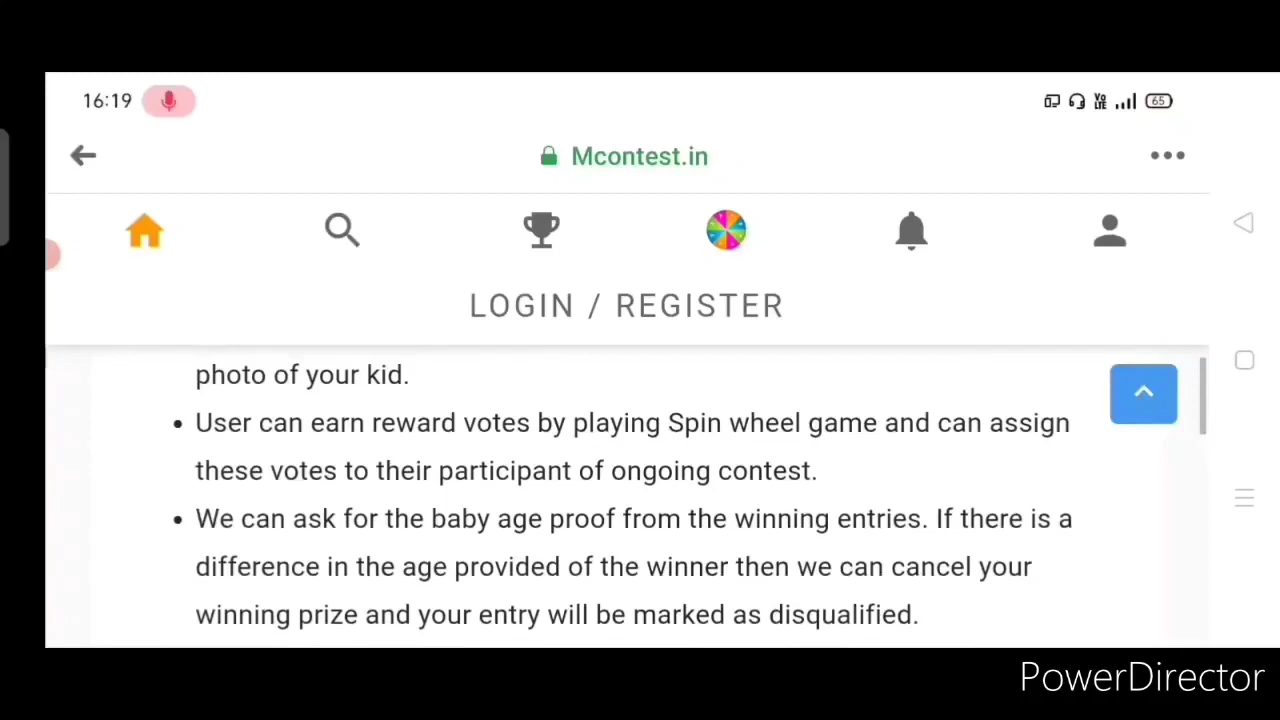 16:19
Vo LTE 65
Mcontest.in
LOGIN / REGISTER
photo of your kid.
• User can earn reward votes by playing Spin wheel game and can assign
these votes to their participant of ongoing contest.
• We can ask for the baby age proof from the winning entries. If there is a
difference in the age provided of the winner then we can cancel your
winning prize and your entry will be marked as disqualified.
PowerDirector